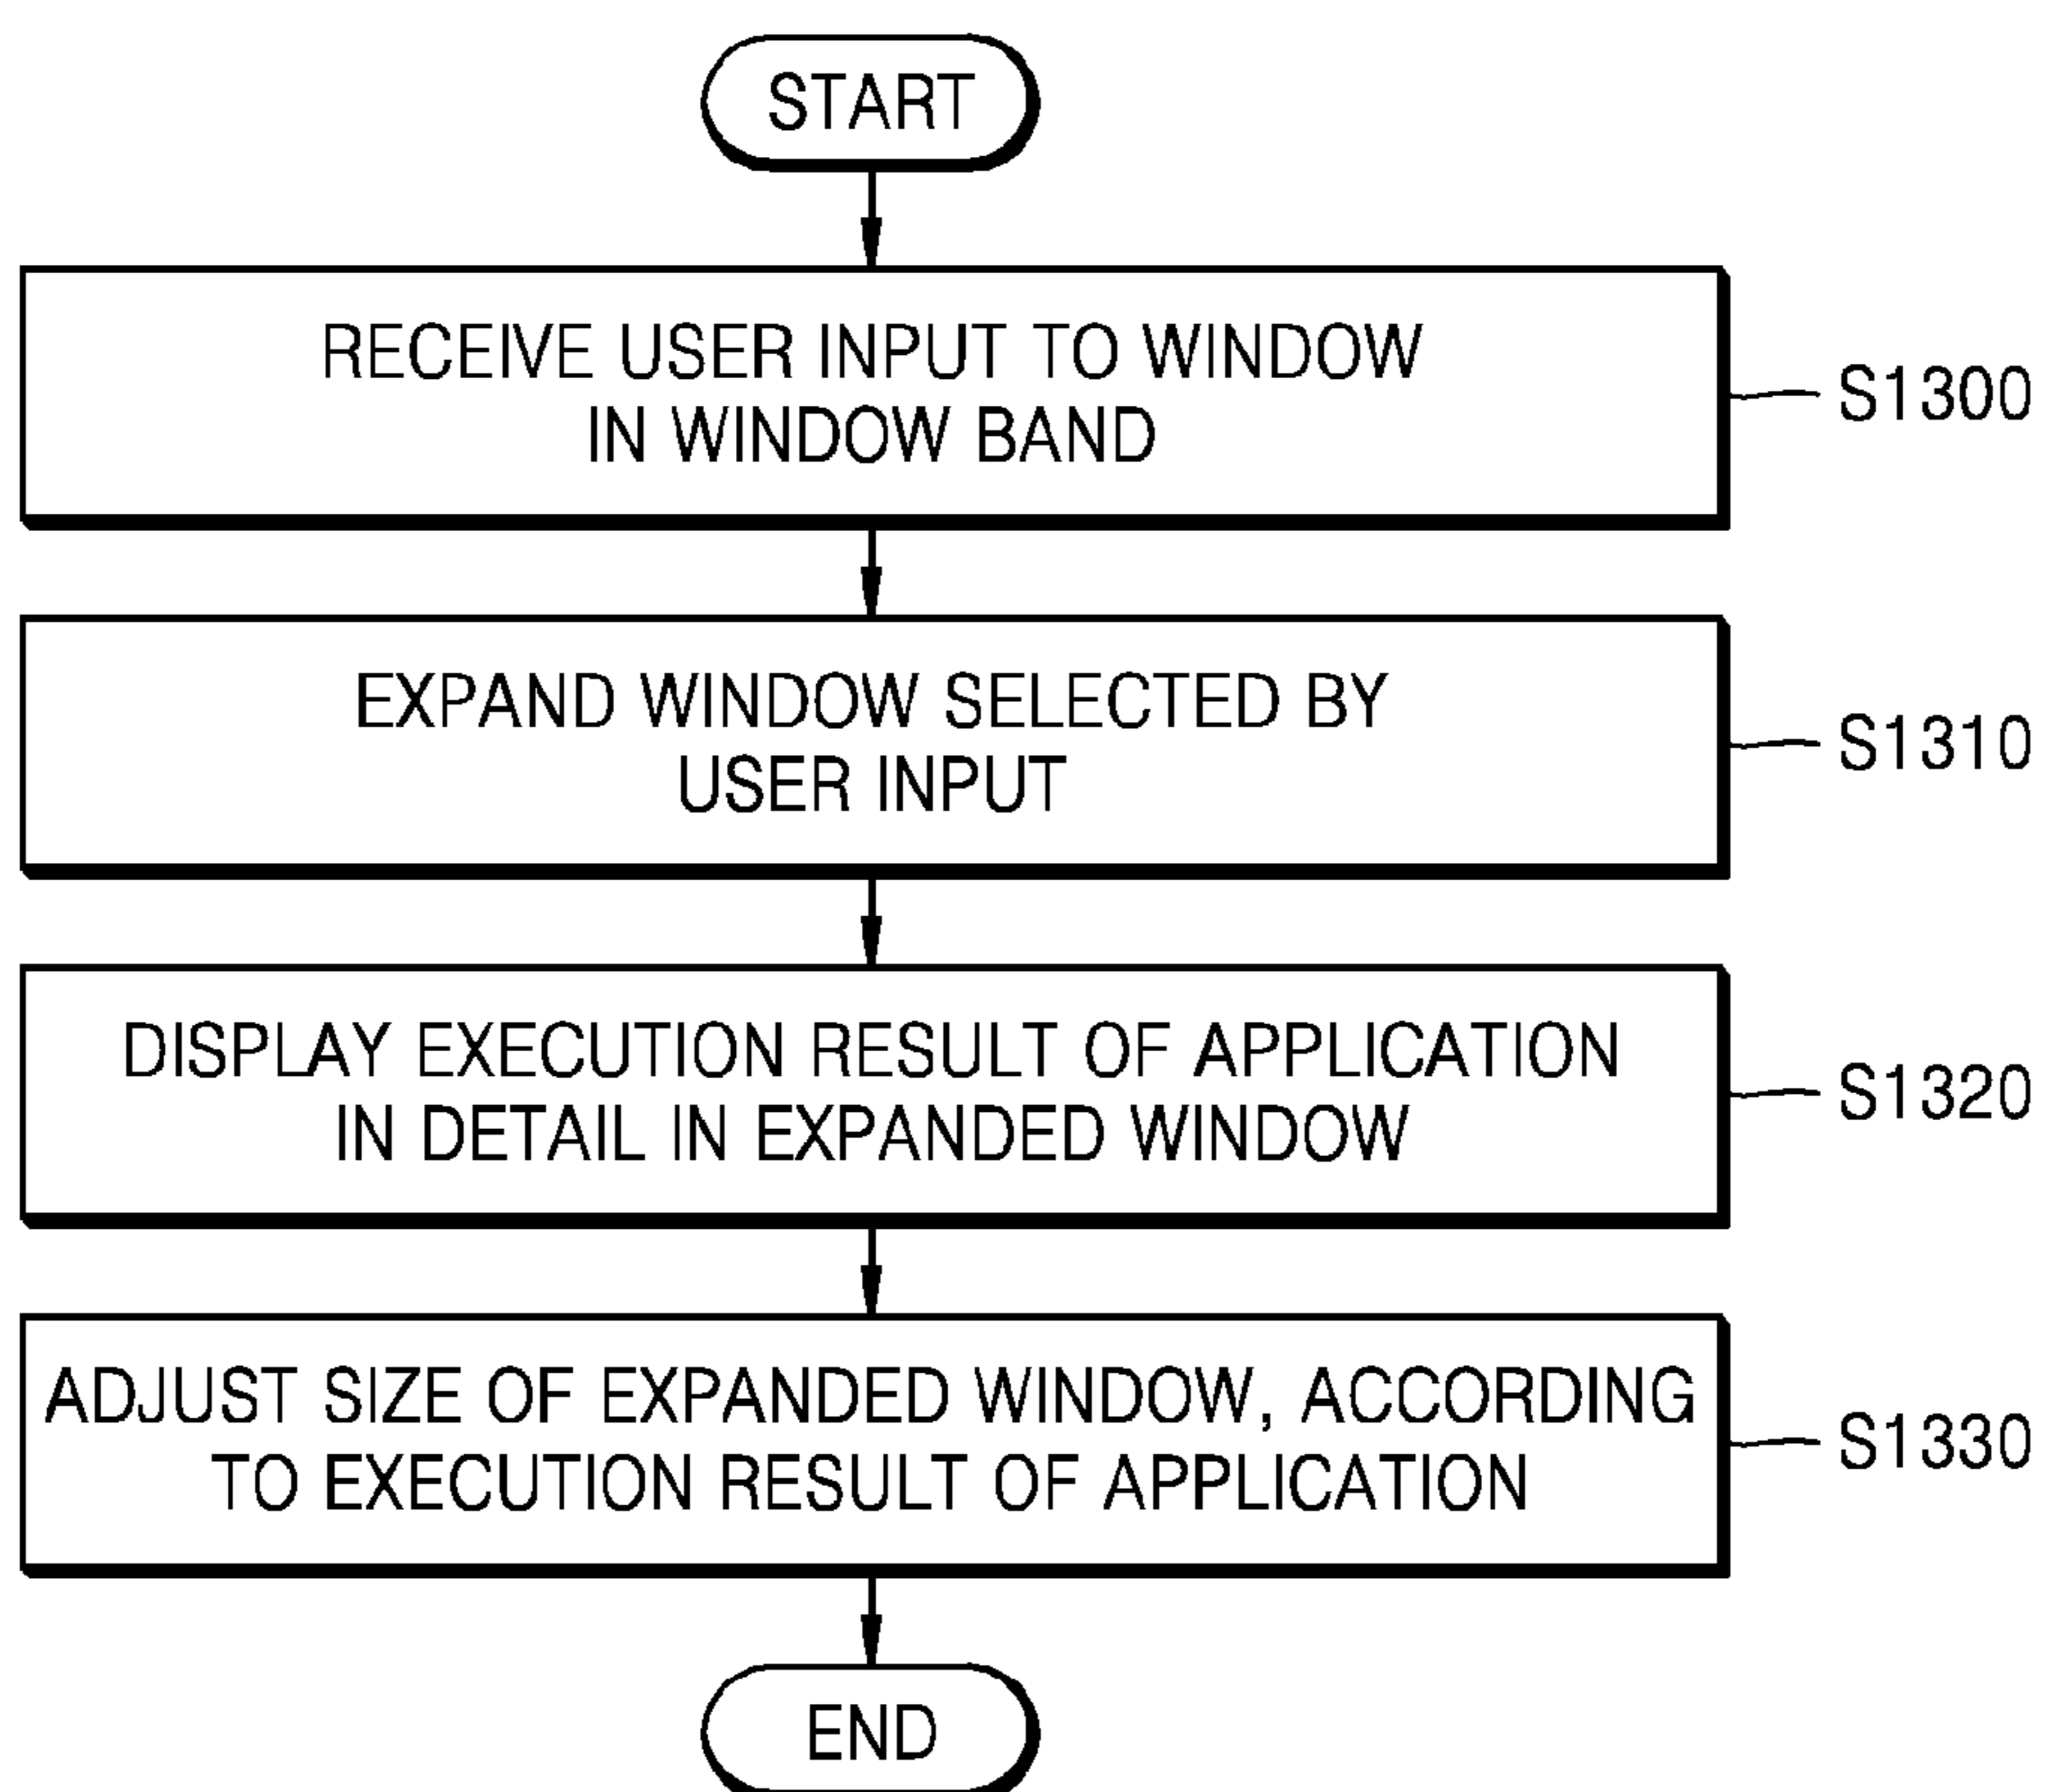 START
RECEIVE USER INPUT TO WINDOW
IN WINDOW BAND
S1300
EXPAND WINDOW SELECTED BY
USER INPUT
S1310
DISPLAY EXECUTION RESULT OF APPLICATION
IN DETAIL IN EXPANDED WINDOW
S1320
ADJUST SIZE OF EXPANDED WINDOW, ACCORDING
TO EXECUTION RESULT OF APPLICATION
S1330
END